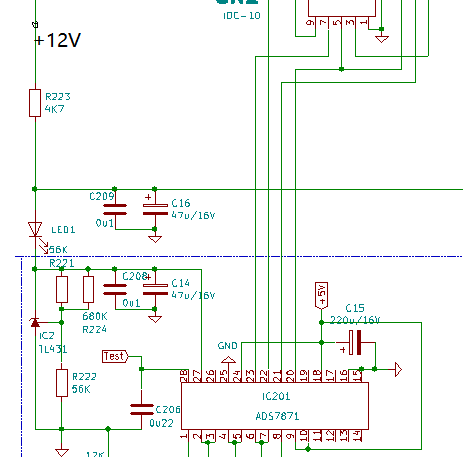 CN2
iDC-10
9 7 5 3 1
+12V
R223
4K7
C209
0u1
C16
47u/16V
LED1
56K
R221
C208
0u1
C14
47u/16V
680K
R224
+5V
C15
220u/16V
IC2
TL431
Test
GND
28 27 26 25 24 23 22 21 20 19 18 17 16 15
R222
56K
IC201
ADS7871
C206
0u22
1 2 3 4 5 6 7 8 9 10 11 12 13 14
12K